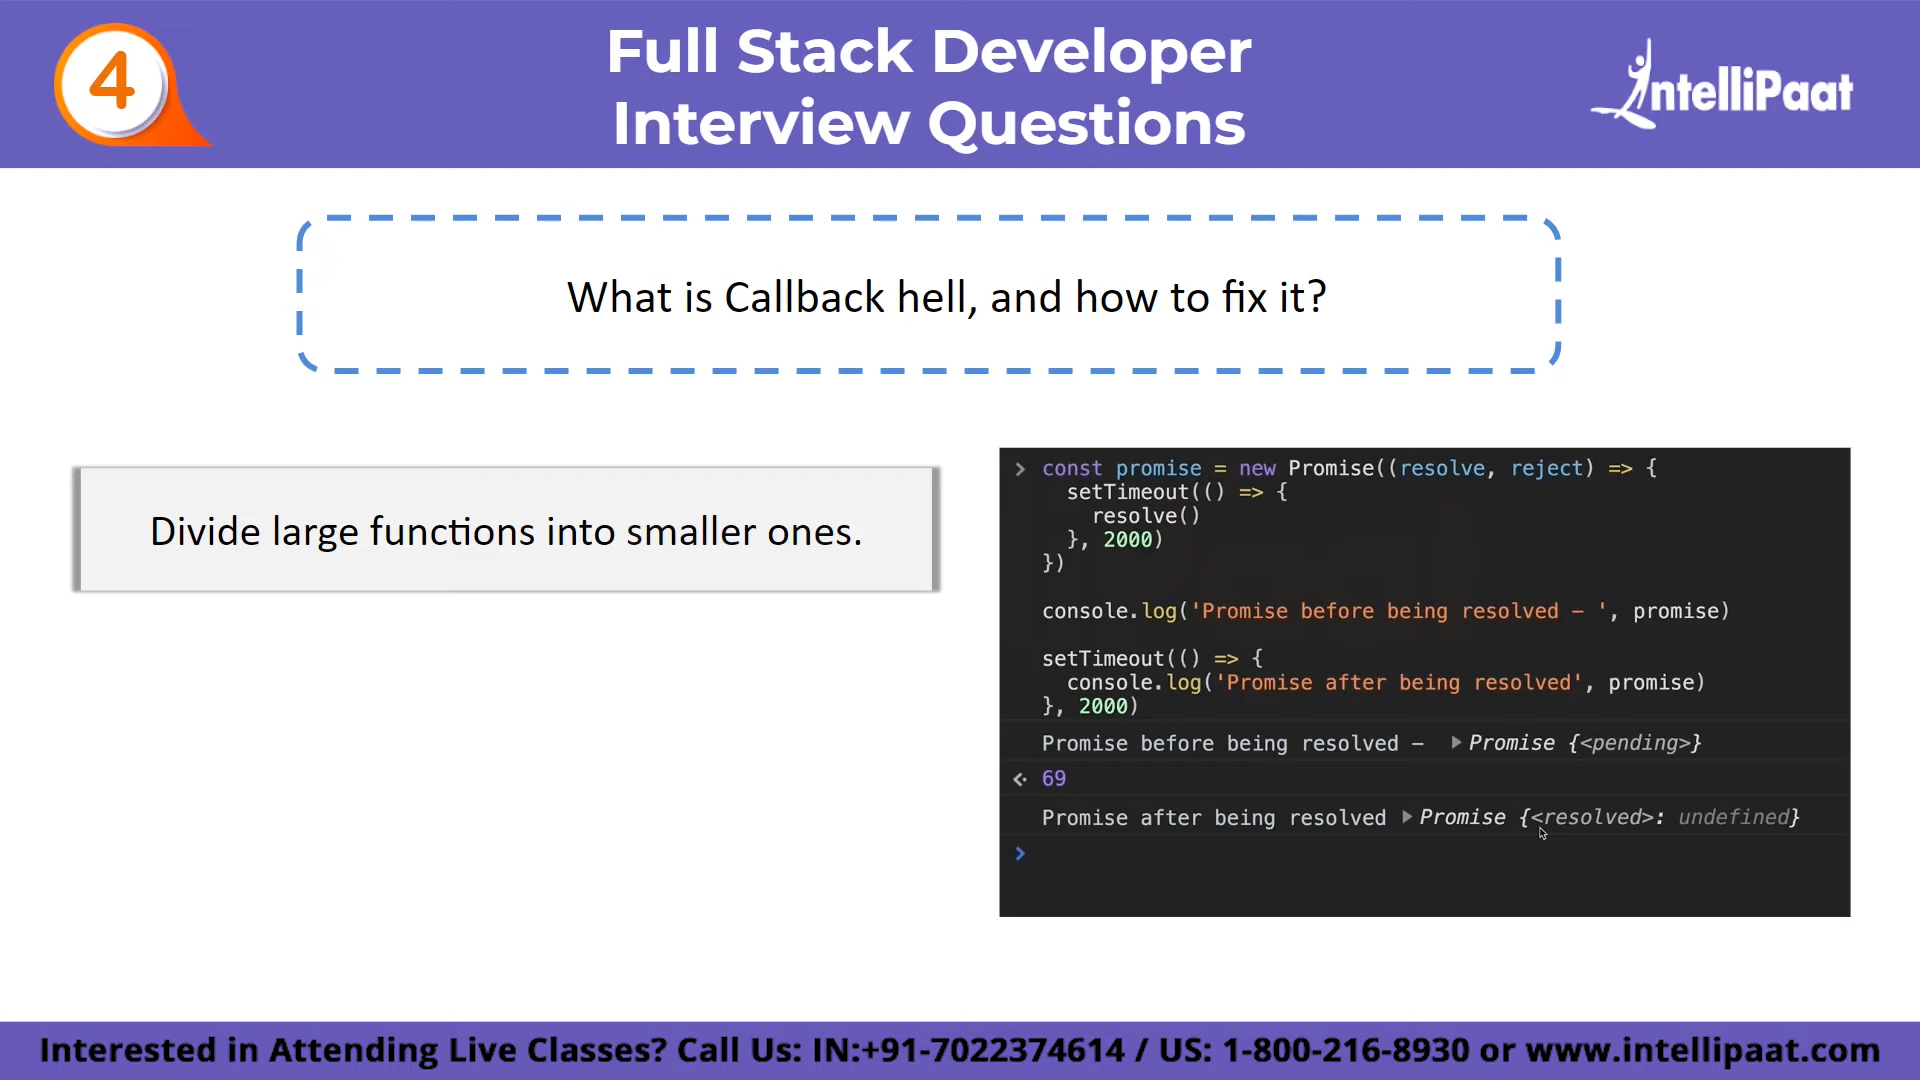 4
Full Stack Developer
Interview Questions
IntelliPaat
What is Callback hell, and how to fix it?
Divide large functions into smaller ones.
> const promise = new Promise((resolve, reject) => {
    setTimeout(() => {
      resolve()
    }, 2000)
  })
  console.log('Promise before being resolved – ', promise)
  setTimeout(() => {
    console.log('Promise after being resolved', promise)
  }, 2000)
  Promise before being resolved – ▶ Promise {<pending>}
<· 69
  Promise after being resolved ▶ Promise {<resolved>: undefined}
>
Interested in Attending Live Classes? Call Us: IN:+91-7022374614 / US: 1-800-216-8930 or www.intellipaat.com